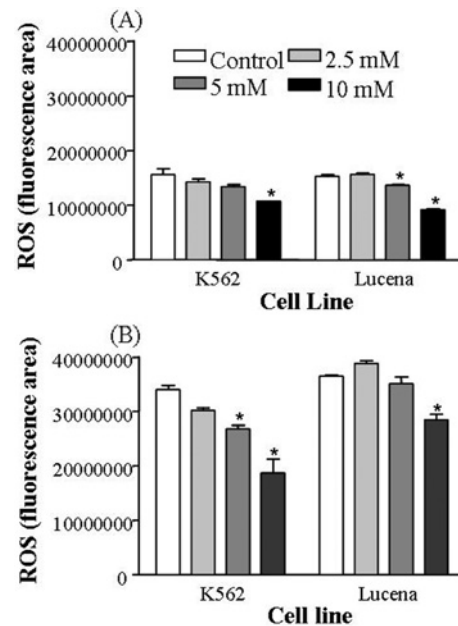 (A)
40000000
30000000
20000000
10000000
0
ROS (fluorescence area)
Control 2.5 mM
5 mM 10 mM
* * *
K562 Lucena
Cell Line
(B)
40000000
30000000
20000000
10000000
0
ROS (fluorescence area)
* * *
K562 Lucena
Cell line